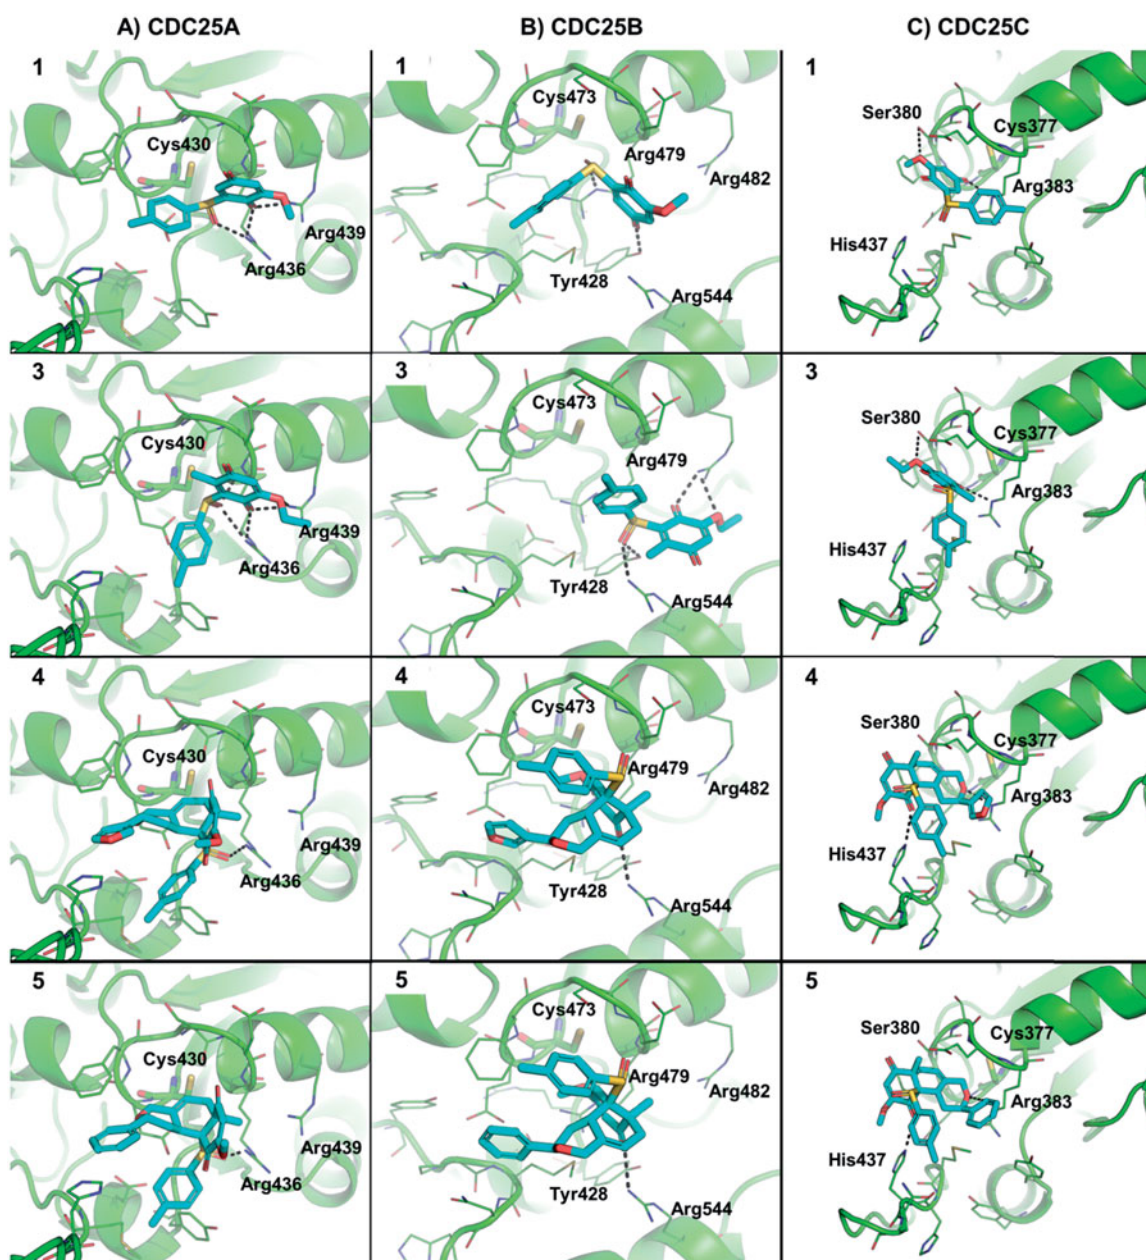 A) CDC25A
B) CDC25B
C) CDC25C
1
Cys430
Arg439
Arg436
1
Cys473
Arg479
Arg482
Tyr428
Arg544
1
Ser380
Cys377
Arg383
His437
3
Cys430
Arg439
Arg436
3
Cys473
Arg479
Tyr428
Arg544
3
Ser380
Cys377
Arg383
His437
4
Cys430
Arg439
Arg436
4
Cys473
Arg479
Arg482
Tyr428
Arg544
4
Ser380
Cys377
Arg383
His437
5
Cys430
Arg439
Arg436
5
Cys473
Arg479
Arg482
Tyr428
Arg544
5
Ser380
Cys377
Arg383
His437